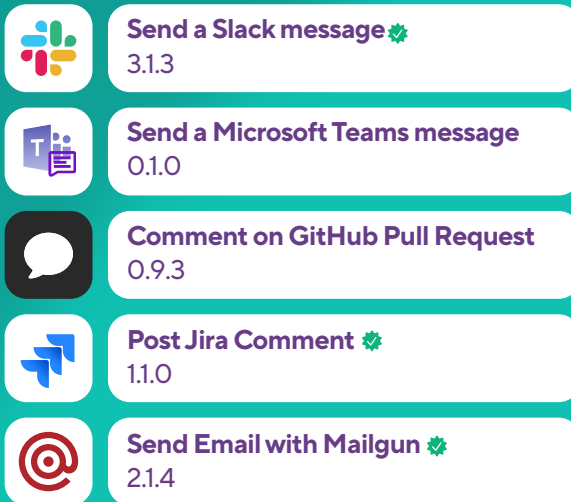 Send a Slack message
3.1.3
T
Send a Microsoft Teams message
0.1.0
Comment on GitHub Pull Request
0.9.3
Post Jira Comment
1.1.0
Send Email with Mailgun
2.1.4